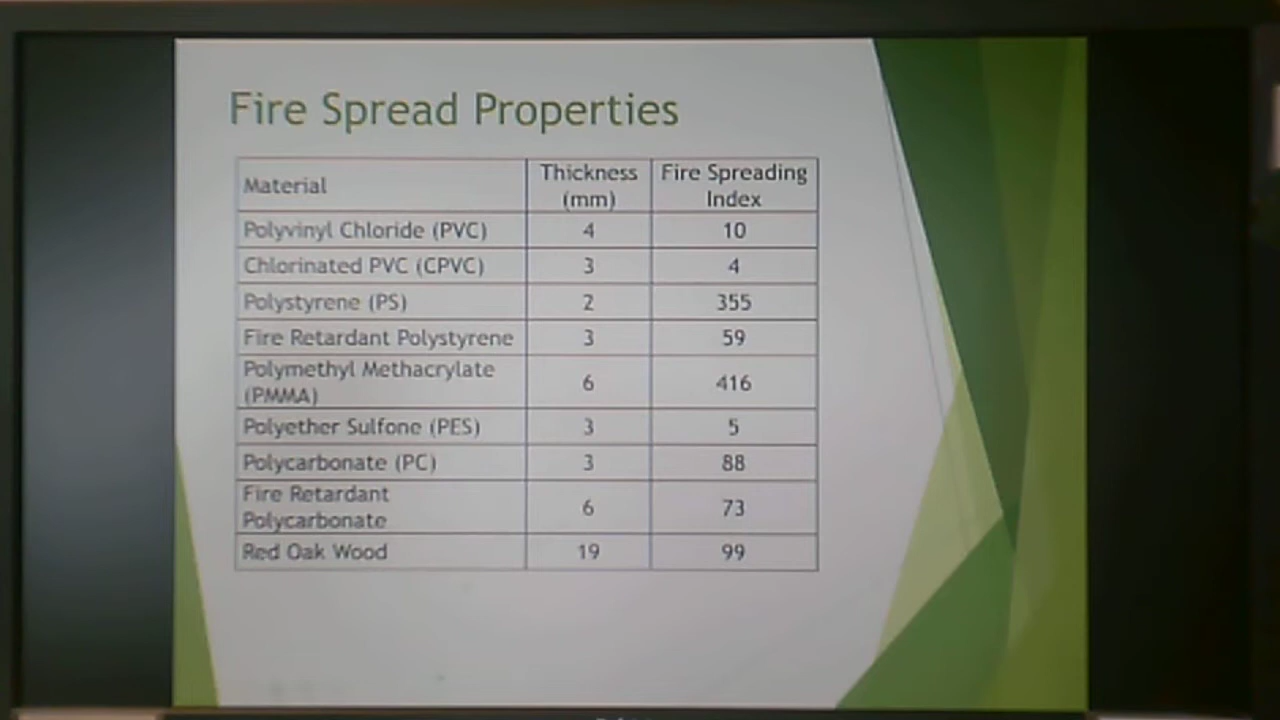 Fire Spread Properties
Material Thickness (mm) Fire Spreading Index
Polyvinyl Chloride (PVC) 4 10
Chlorinated PVC (CPVC) 3 4
Polystyrene (PS) 2 355
Fire Retardant Polystyrene 3 59
Polymethyl Methacrylate (PMMA) 6 416
Polyether Sulfone (PES) 3 5
Polycarbonate (PC) 3 88
Fire Retardant Polycarbonate 6 73
Red Oak Wood 19 99